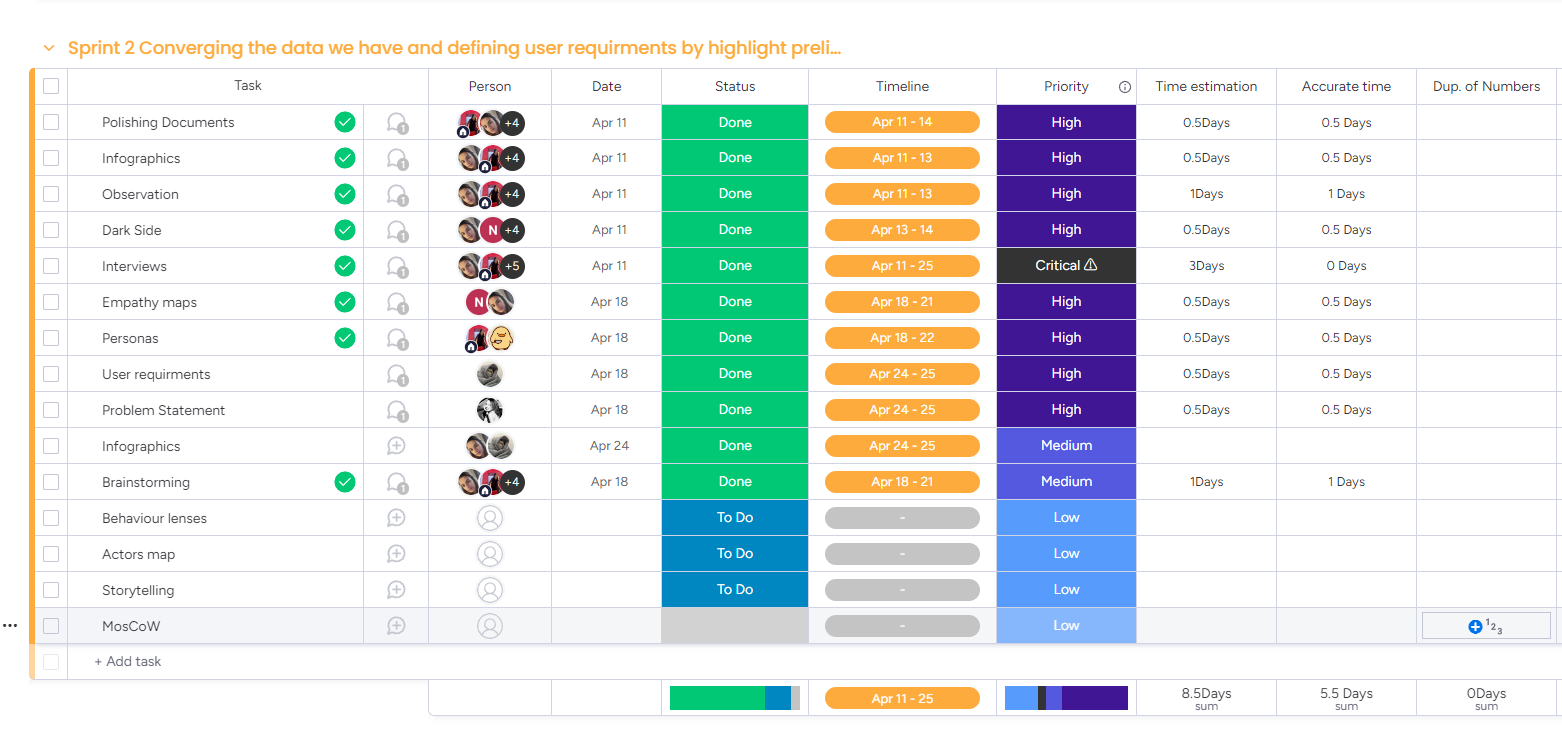 Sprint 2 Converging the data we have and defining user requirments by highlight preli...
Task Person Date Status Timeline Priority Time estimation Accurate time Dup. of Numbers
Polishing Documents 1 +4 Apr 11 Done Apr 11 - 14 High 0.5Days 0.5 Days
Infographics 1 +4 Apr 11 Done Apr 11 - 13 High 0.5Days 0.5 Days
Observation 1 +4 Apr 11 Done Apr 11 - 13 High 1Days 1 Days
Dark Side 1 N +4 Apr 11 Done Apr 13 - 14 High 0.5Days 0.5 Days
Interviews 1 +5 Apr 11 Done Apr 11 - 25 Critical ⚠ 3Days 0 Days
Empathy maps 1 N Apr 18 Done Apr 18 - 21 High 0.5Days 0.5 Days
Personas 1 Apr 18 Done Apr 18 - 22 High 0.5Days 0.5 Days
User requirments 1 Apr 18 Done Apr 24 - 25 High 0.5Days 0.5 Days
Problem Statement 1 Apr 18 Done Apr 24 - 25 High 0.5Days 0.5 Days
Infographics Apr 24 Done Apr 24 - 25 Medium
Brainstorming 1 +4 Apr 18 Done Apr 18 - 21 Medium 1Days 1 Days
Behaviour lenses To Do - Low
Actors map To Do - Low
Storytelling To Do - Low
MosCoW - Low 123
+ Add task
Apr 11 - 25 8.5Days 5.5 Days 0Days
sum sum sum